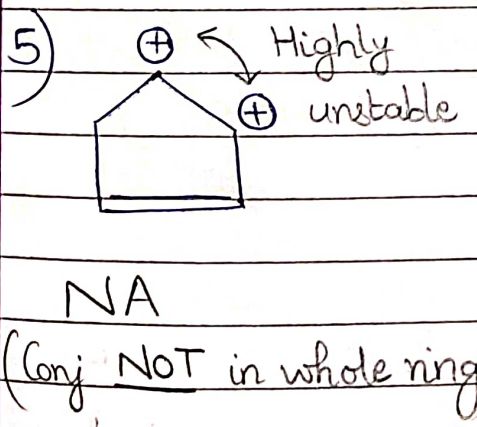 5) ⊕ Highly
⊕ unstable
NA
(Conj NOT in whole ring